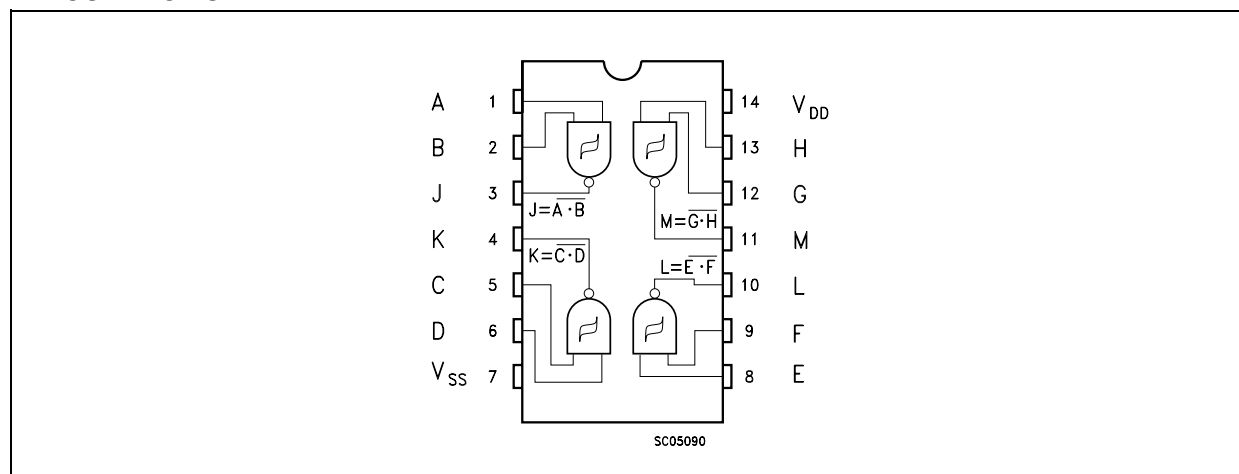 A 1 14 V_DD
B 2 13 H
J 3 12 G
J=A̅·̅B̅ M=G̅·̅H̅
K 4 11 M
K=C̅·̅D̅ L=E̅·̅F̅
C 5 10 L
D 6 9 F
V_SS 7 8 E
SC05090